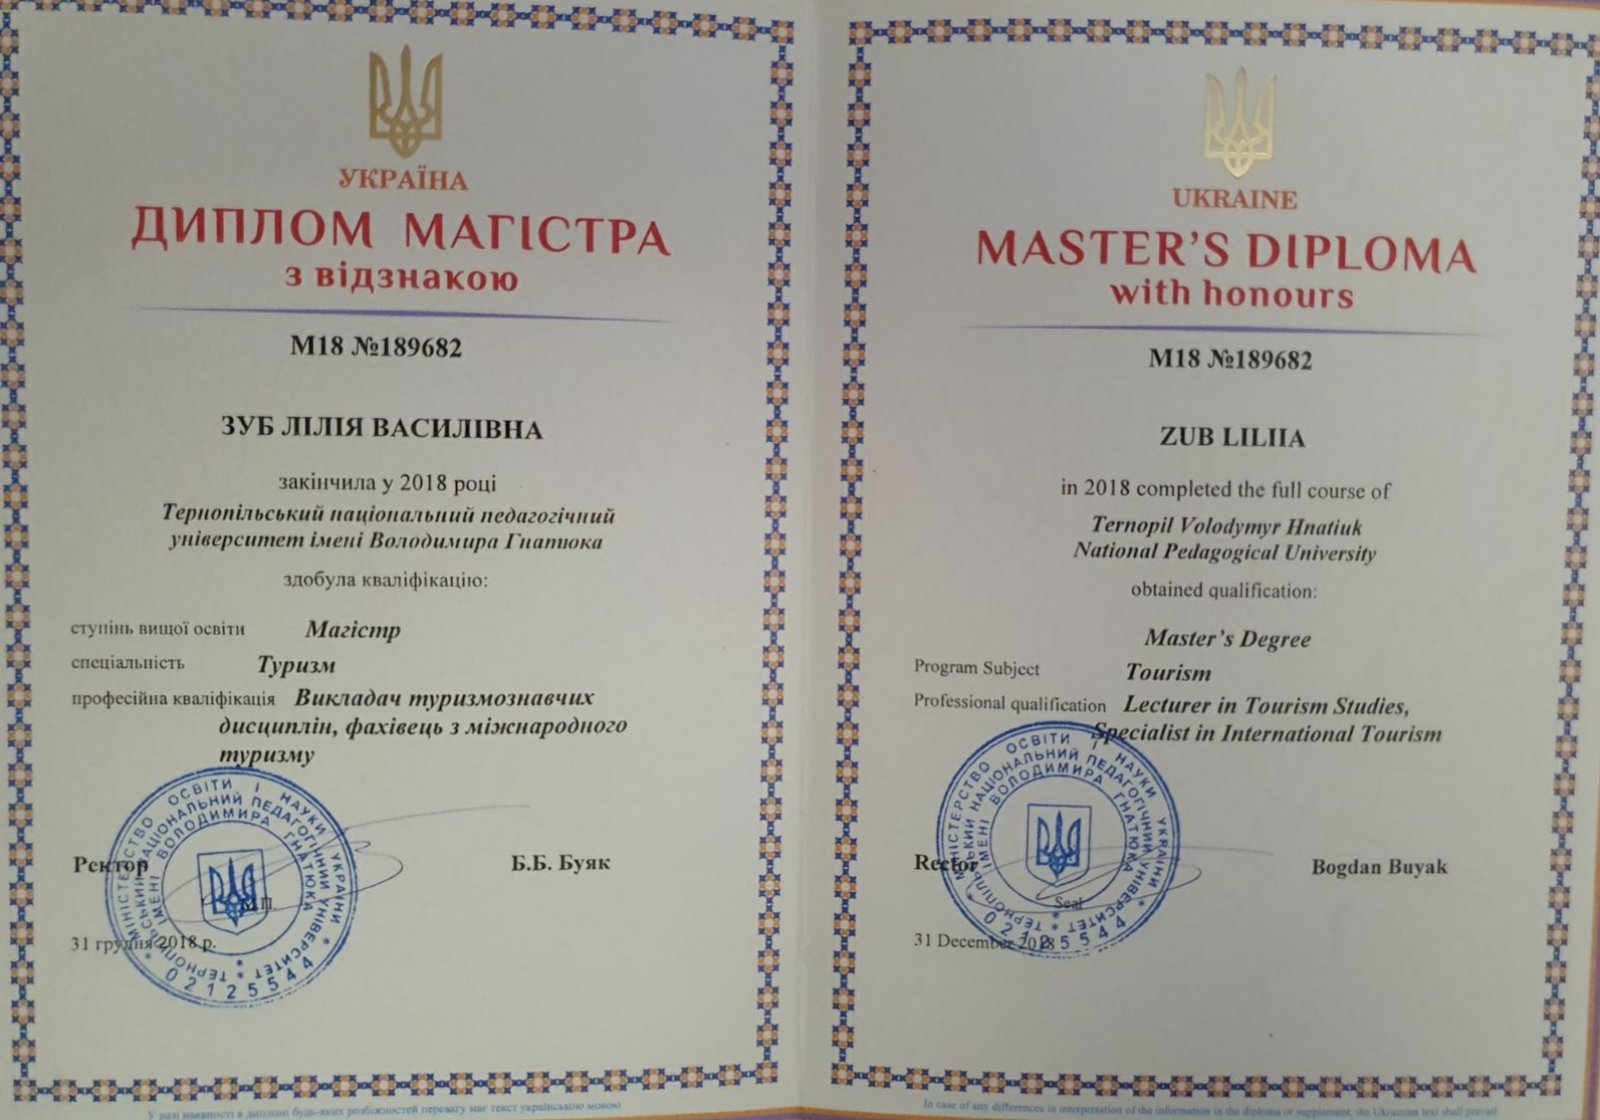 УКРАЇНА
ДИПЛОМ МАГІСТРА
з відзнакою
М18 №189682
ЗУБ ЛІЛІЯ ВАСИЛІВНА
закінчила у 2018 році
Тернопільський національний педагогічний
університет імені Володимира Гнатюка
здобула кваліфікацію:
ступінь вищої освіти Магістр
спеціальність Туризм
професійна кваліфікація Викладач туризмознавчих
дисциплін, фахівець з міжнародного
туризму
Ректор Б.Б. Буяк
М.П.
31 грудня 2018 р.
МІНІСТЕРСТВО ОСВІТИ І НАУКИ УКРАЇНИ
ТЕРНОПІЛЬСЬКИЙ НАЦІОНАЛЬНИЙ ПЕДАГОГІЧНИЙ УНІВЕРСИТЕТ
ІМЕНІ ВОЛОДИМИРА ГНАТЮКА
* 02125544 *
У разі наявності в дипломі будь-яких розбіжностей перевагу має текст українською мовою
UKRAINE
MASTER'S DIPLOMA
with honours
М18 №189682
ZUB LILIIA
in 2018 completed the full course of
Ternopil Volodymyr Hnatiuk
National Pedagogical University
obtained qualification:
Master's Degree
Program Subject Tourism
Professional qualification Lecturer in Tourism Studies,
Specialist in International Tourism
Rector Bogdan Buyak
Seal
31 December 2018
МІНІСТЕРСТВО ОСВІТИ І НАУКИ УКРАЇНИ
ТЕРНОПІЛЬСЬКИЙ НАЦІОНАЛЬНИЙ ПЕДАГОГІЧНИЙ УНІВЕРСИТЕТ
ІМЕНІ ВОЛОДИМИРА ГНАТЮКА
* 02125544 *
In case of any differences in interpretation of the information in the diploma or supplement, the Ukrainian text shall prevail